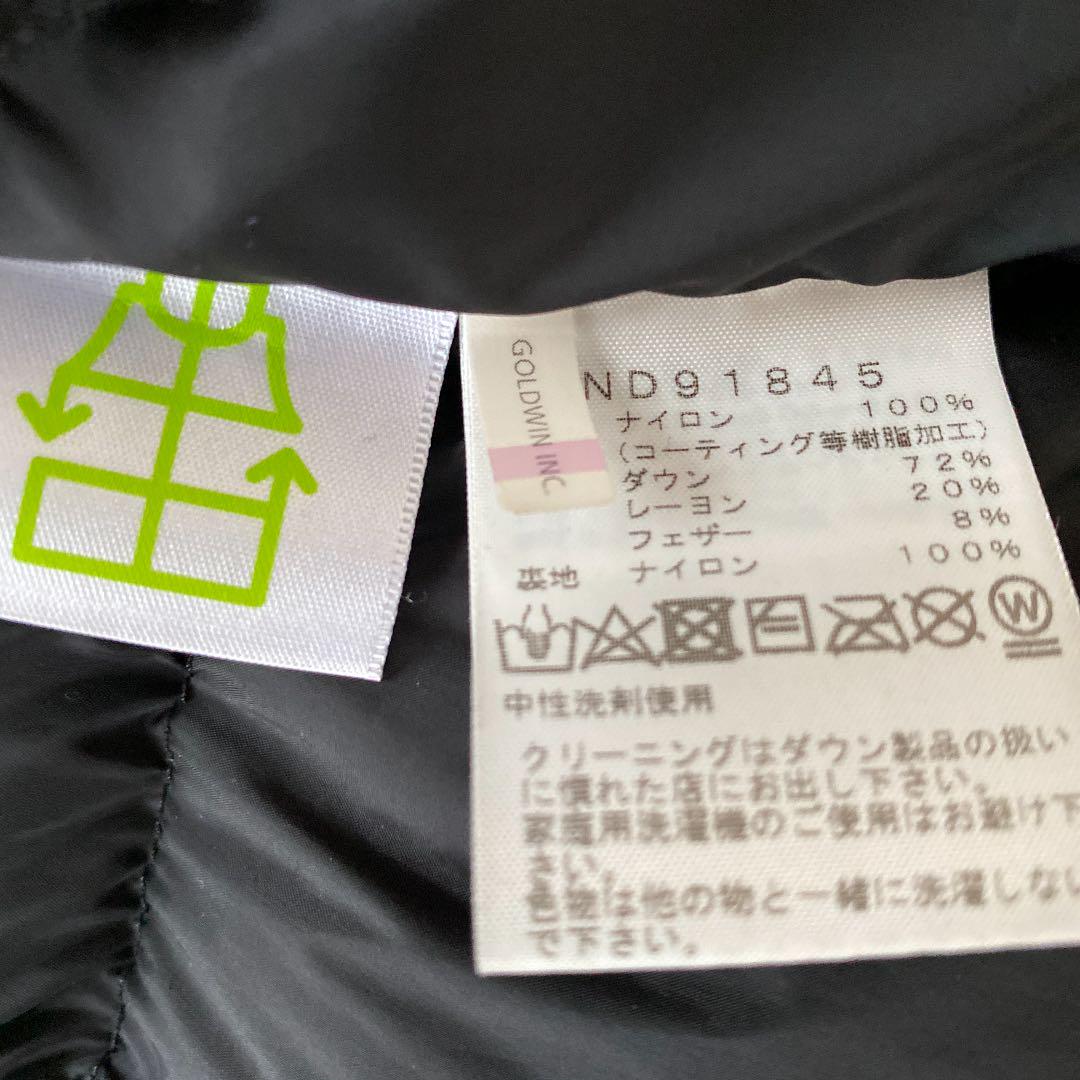 GOLDWIN INC
ND91845
ナイロン 100%
(コーティング等樹脂加工)
ダウン 72%
レーヨン 20%
フェザー 8%
張地 ナイロン 100%
W
中性洗剤使用
クリーニングはダウン製品の扱い
に慣れた店にお出し下さい。
家庭用洗濯機のご使用はお避け下
さい。
色物は他の物と一緒に洗濯しない
で下さい。